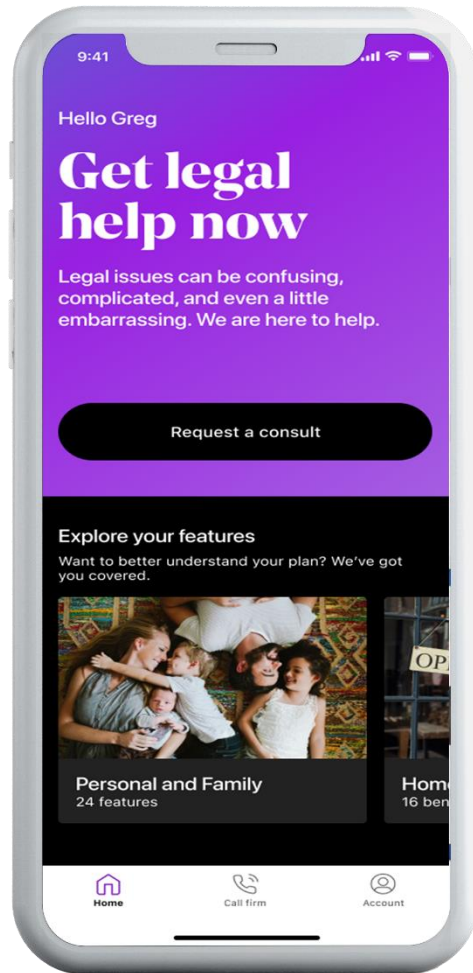 9:41
Hello Greg
Get legal
help now
Legal issues can be confusing,
complicated, and even a little
embarrassing. We are here to help.
Request a consult
Explore your features
Want to better understand your plan? We've got
you covered.
OP
Personal and Family
24 features
Hom
16 ben
Home
Call firm
Account